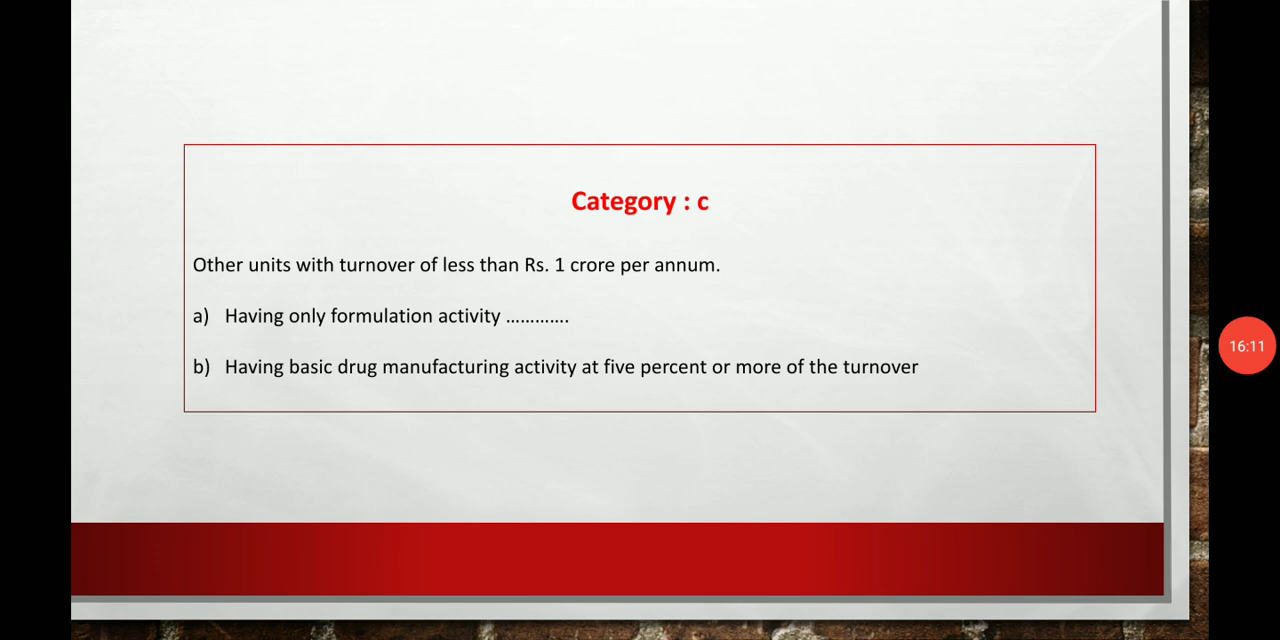 Category : c
Other units with turnover of less than Rs. 1 crore per annum.
a) Having only formulation activity ………….
b) Having basic drug manufacturing activity at five percent or more of the turnover
16:11